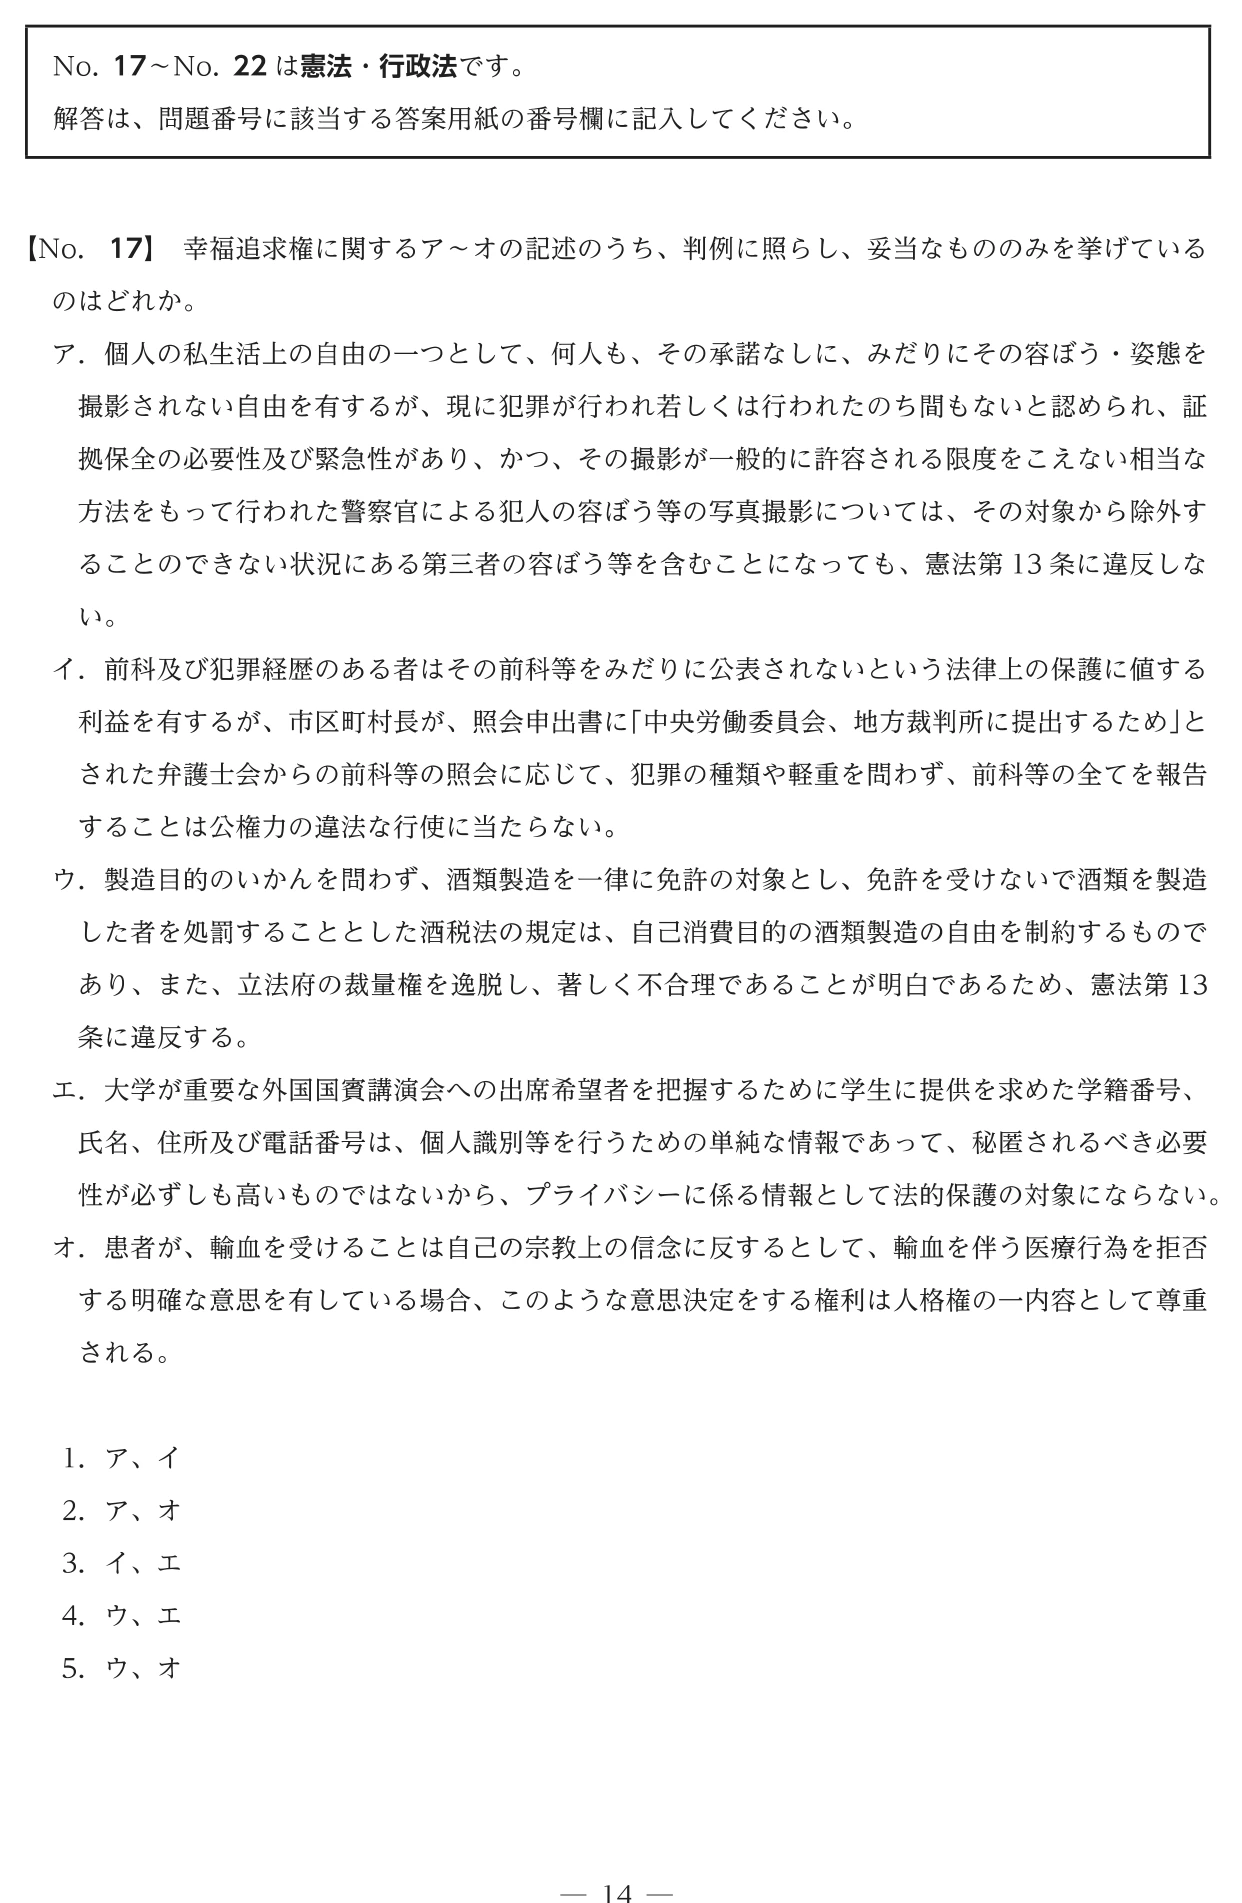 No. 17～No. 22 は憲法・行政法です。
解答は、問題番号に該当する答案用紙の番号欄に記入してください。
【No. 17】 幸福追求権に関するア～オの記述のうち、判例に照らし、妥当なもののみを挙げている
のはどれか。
ア．個人の私生活上の自由の一つとして、何人も、その承諾なしに、みだりにその容ぼう・姿態を
撮影されない自由を有するが、現に犯罪が行われ若しくは行われたのち間もないと認められ、証
拠保全の必要性及び緊急性があり、かつ、その撮影が一般的に許容される限度をこえない相当な
方法をもって行われた警察官による犯人の容ぼう等の写真撮影については、その対象から除外す
ることのできない状況にある第三者の容ぼう等を含むことになっても、憲法第 13 条に違反しな
い。
イ．前科及び犯罪経歴のある者はその前科等をみだりに公表されないという法律上の保護に値する
利益を有するが、市区町村長が、照会申出書に「中央労働委員会、地方裁判所に提出するため」と
された弁護士会からの前科等の照会に応じて、犯罪の種類や軽重を問わず、前科等の全てを報告
することは公権力の違法な行使に当たらない。
ウ．製造目的のいかんを問わず、酒類製造を一律に免許の対象とし、免許を受けないで酒類を製造
した者を処罰することとした酒税法の規定は、自己消費目的の酒類製造の自由を制約するもので
あり、また、立法府の裁量権を逸脱し、著しく不合理であることが明白であるため、憲法第 13
条に違反する。
エ．大学が重要な外国国賓講演会への出席希望者を把握するために学生に提供を求めた学籍番号、
氏名、住所及び電話番号は、個人識別等を行うための単純な情報であって、秘匿されるべき必要
性が必ずしも高いものではないから、プライバシーに係る情報として法的保護の対象にならない。
オ．患者が、輸血を受けることは自己の宗教上の信念に反するとして、輸血を伴う医療行為を拒否
する明確な意思を有している場合、このような意思決定をする権利は人格権の一内容として尊重
される。
1．ア、イ
2．ア、オ
3．イ、エ
4．ウ、エ
5．ウ、オ
— 14 —